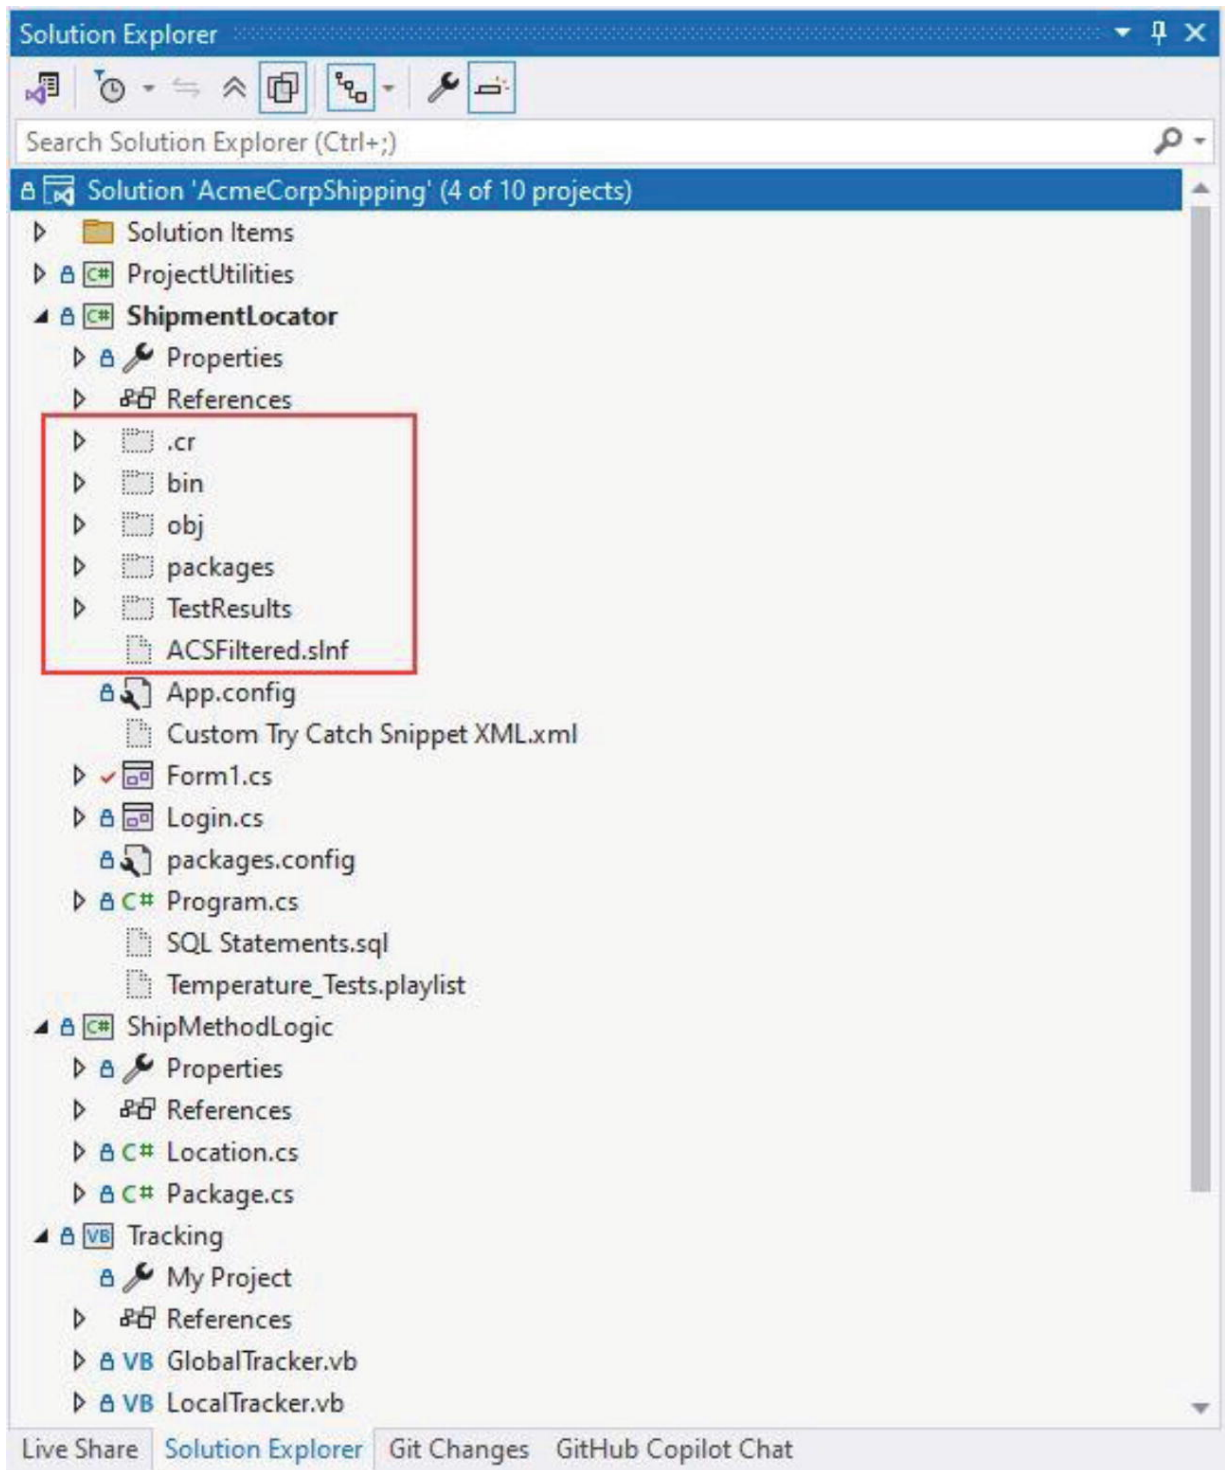 Solution Explorer
Search Solution Explorer (Ctrl+;)
Solution 'AcmeCorpShipping' (4 of 10 projects)
Solution Items
C# ProjectUtilities
C# ShipmentLocator
Properties
References
.cr
bin
obj
packages
TestResults
ACSFiltered.slnf
App.config
Custom Try Catch Snippet XML.xml
Form1.cs
Login.cs
packages.config
C# Program.cs
SQL Statements.sql
Temperature_Tests.playlist
C# ShipMethodLogic
Properties
References
C# Location.cs
C# Package.cs
VB Tracking
My Project
References
VB GlobalTracker.vb
VB LocalTracker.vb
Live Share Solution Explorer Git Changes GitHub Copilot Chat